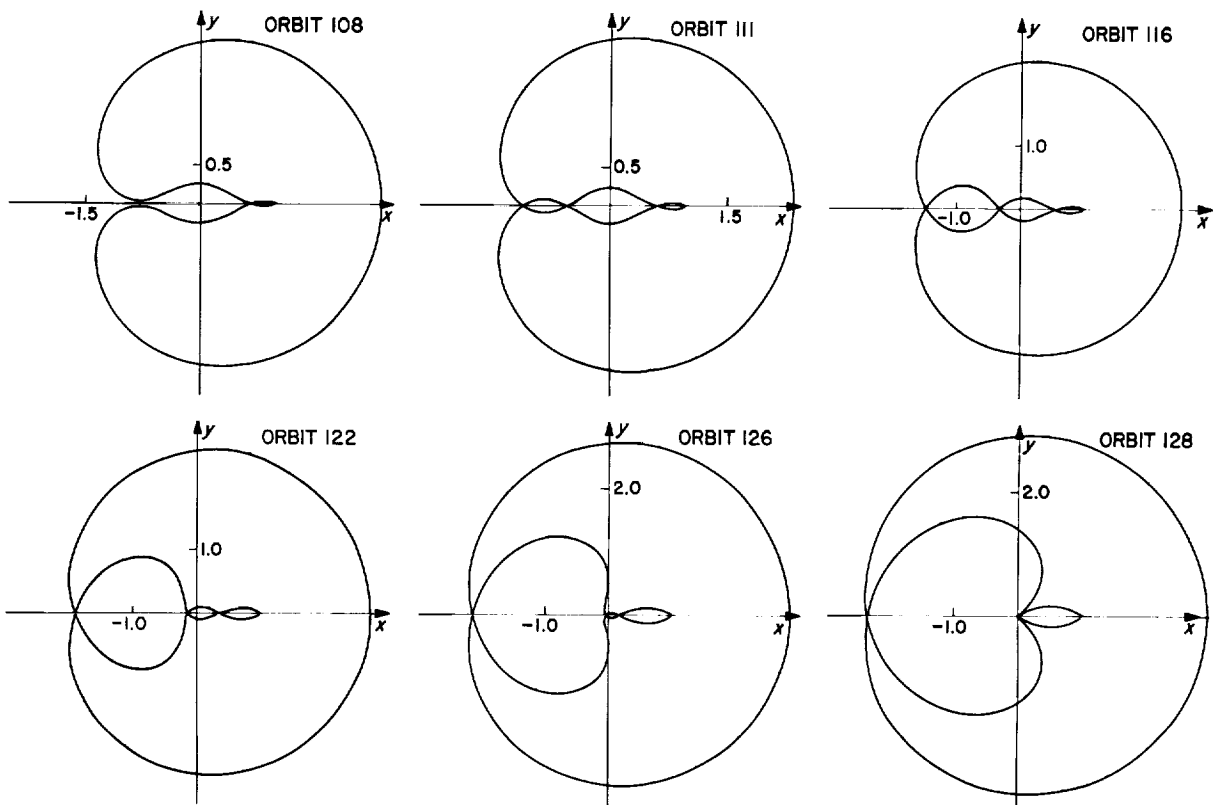 y
ORBIT 108
0.5
-1.5
x
y
ORBIT 111
0.5
1.5
x
y
ORBIT 116
1.0
-1.0
x
y
ORBIT 122
1.0
-1.0
x
y
ORBIT 126
2.0
-1.0
x
y
ORBIT 128
2.0
-1.0
x